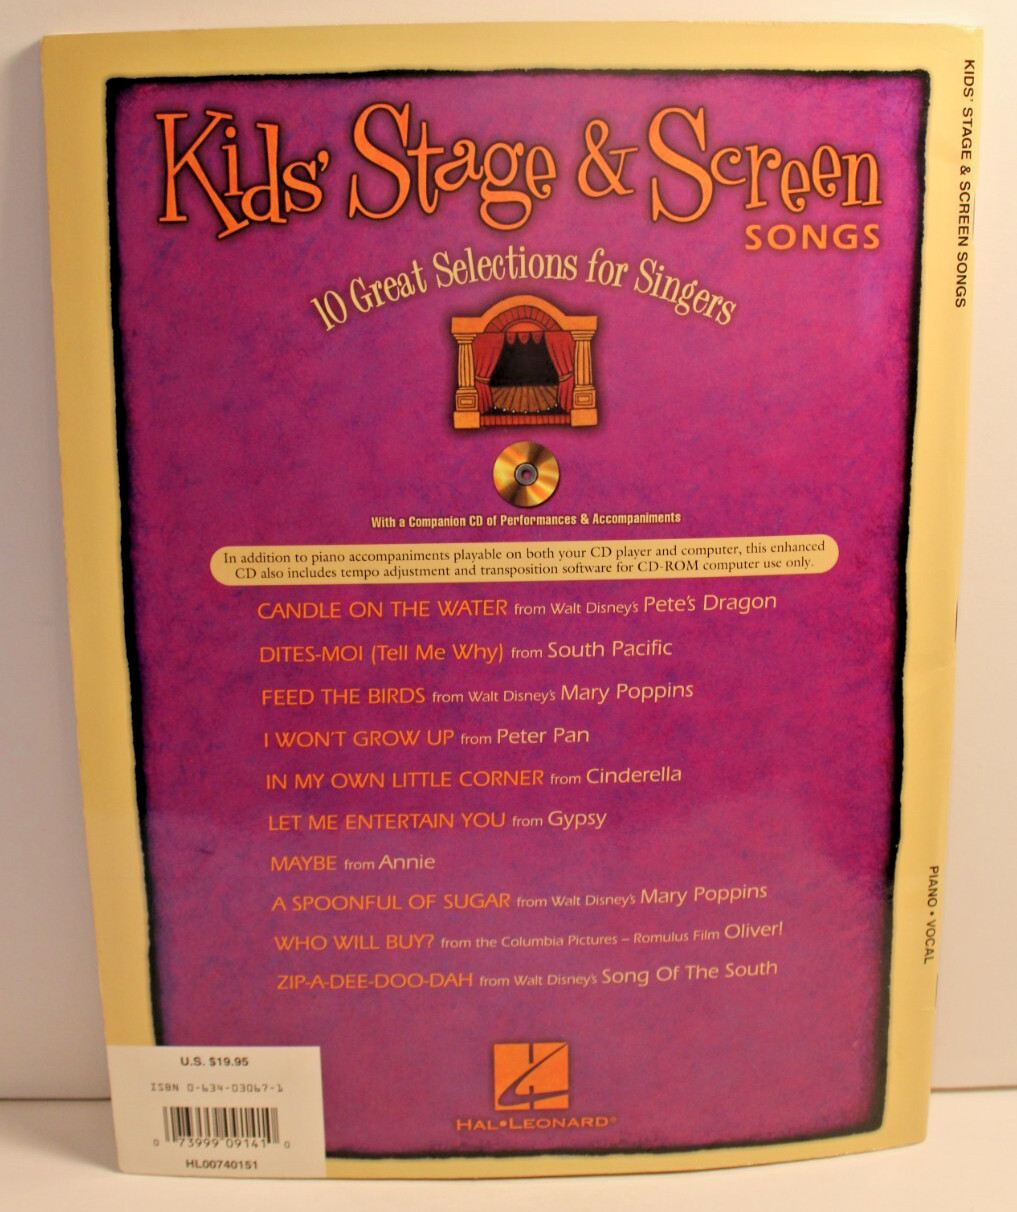 Kids' Stage & Screen
SONGS
10 Great Selections for Singers
With a Companion CD of Performances & Accompaniments
In addition to piano accompaniments playable on both your CD player and computer, this enhanced
CD also includes tempo adjustment and transposition software for CD-ROM computer use only.
CANDLE ON THE WATER from Walt Disney's Pete's Dragon
DITES-MOI (Tell Me Why) from South Pacific
FEED THE BIRDS from Walt Disney's Mary Poppins
I WON'T GROW UP from Peter Pan
IN MY OWN LITTLE CORNER from Cinderella
LET ME ENTERTAIN YOU from Gypsy
MAYBE from Annie
A SPOONFUL OF SUGAR from Walt Disney's Mary Poppins
WHO WILL BUY? from the Columbia Pictures – Romulus Film Oliver!
ZIP-A-DEE-DOO-DAH from Walt Disney's Song Of The South
U.S. $19.95
ISBN 0-634-03067-1
0 73999 09141 0
HL00740151
HAL•LEONARD®
KIDS' STAGE & SCREEN SONGS
PIANO • VOCAL